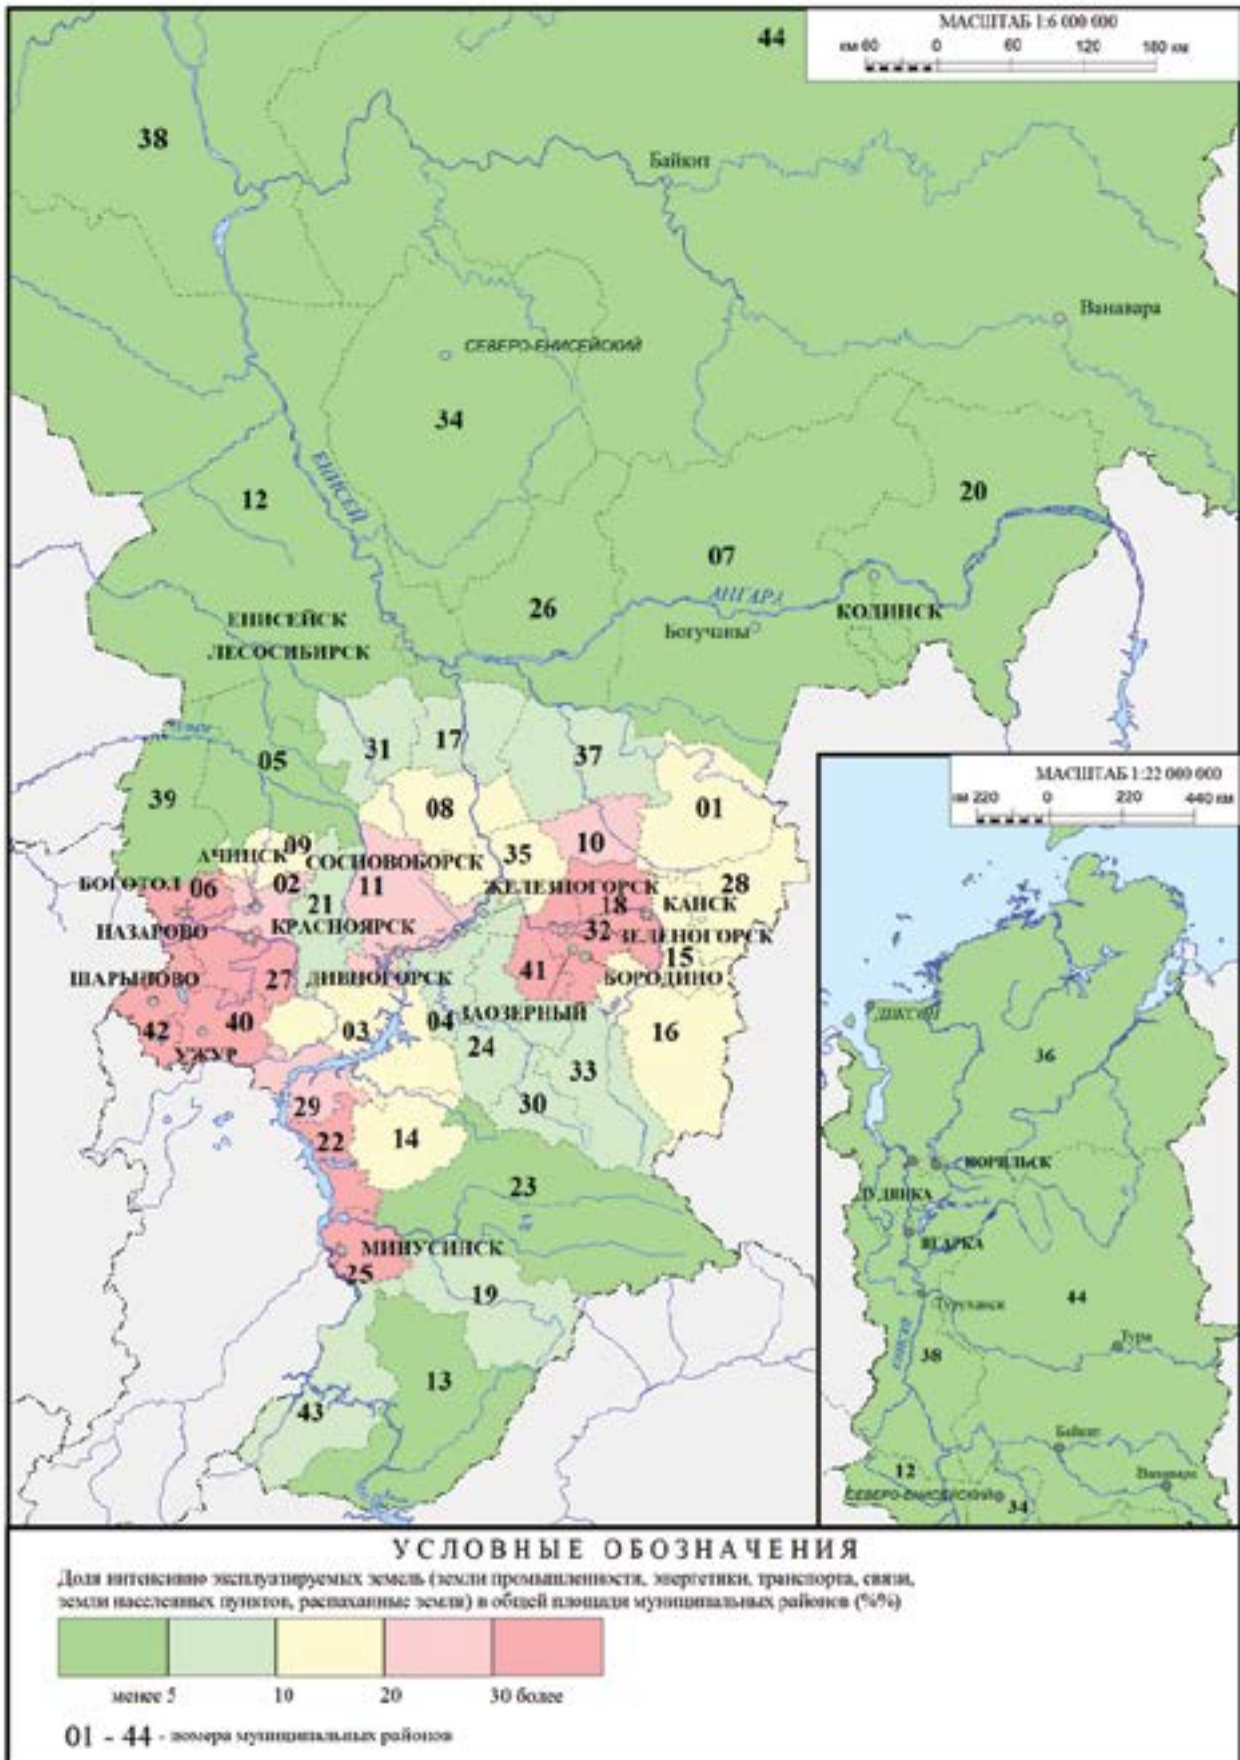 МАСШТАБ 1:6 000 000
км 60 0 60 120 180 км
44
38
Байкит
Ванавара
СЕВЕРО-ЕНИСЕЙСКИЙ
34
ЕНИСЕЙ
12
20
07
АНГАРА
26
КОДИНСК
Богучаны
ЕНИСЕЙСК
ЛЕСОСИБИРСК
31
17
37
05
39
08
01
09
АЧИНСК
СОСНОВОБОРСК
35
10
БОГОТОЛ
06
02
21
11
ЖЕЛЕЗНОГОРСК
28
18
КАНСК
НАЗАРОВО
КРАСНОЯРСК
32
ЗЕЛЕНОГОРСК
ШАРЫПОВО
27
ДИВНОГОРСК
41
БОРОДИНО
15
42
40
УЖУР
03
04
ЗАОЗЕРНЫЙ
24
33
16
29
30
22
14
23
МИНУСИНСК
25
19
13
43
МАСШТАБ 1:22 000 000
км 220 0 220 440 км
ДИКСОН
36
НОРИЛЬСК
ДУДИНКА
ИГАРКА
Туруханск
44
Тура
38
Байкит
12
Ванавара
СЕВЕРО-ЕНИСЕЙСКИЙ
34
УСЛОВНЫЕ ОБОЗНАЧЕНИЯ
Доля интенсивно эксплуатируемых земель (земли промышленности, энергетики, транспорта, связи,
земли населенных пунктов, распаханные земли) в общей площади муниципальных районов (%%)
менее 5 10 20 30 более
01 - 44 - номера муниципальных районов